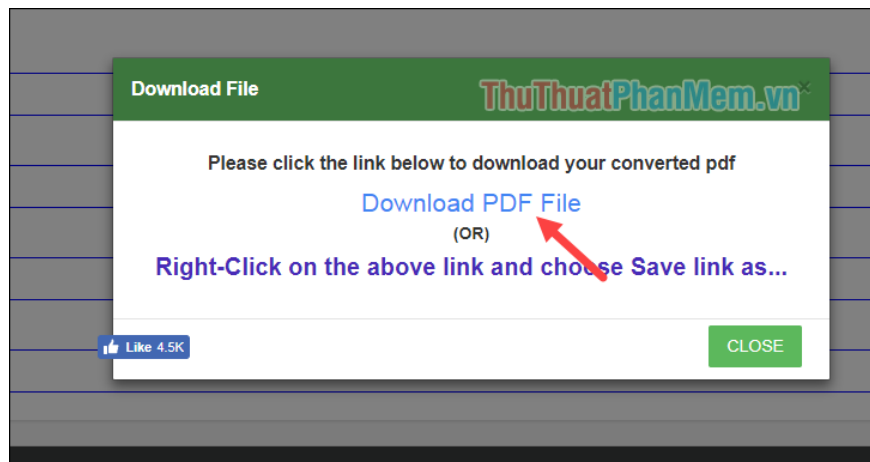 Download File
ThuThuatPhanMem.vn
×
Please click the link below to download your converted pdf
Download PDF File
(OR)
Right-Click on the above link and choose Save link as...
Like 4.5K
CLOSE